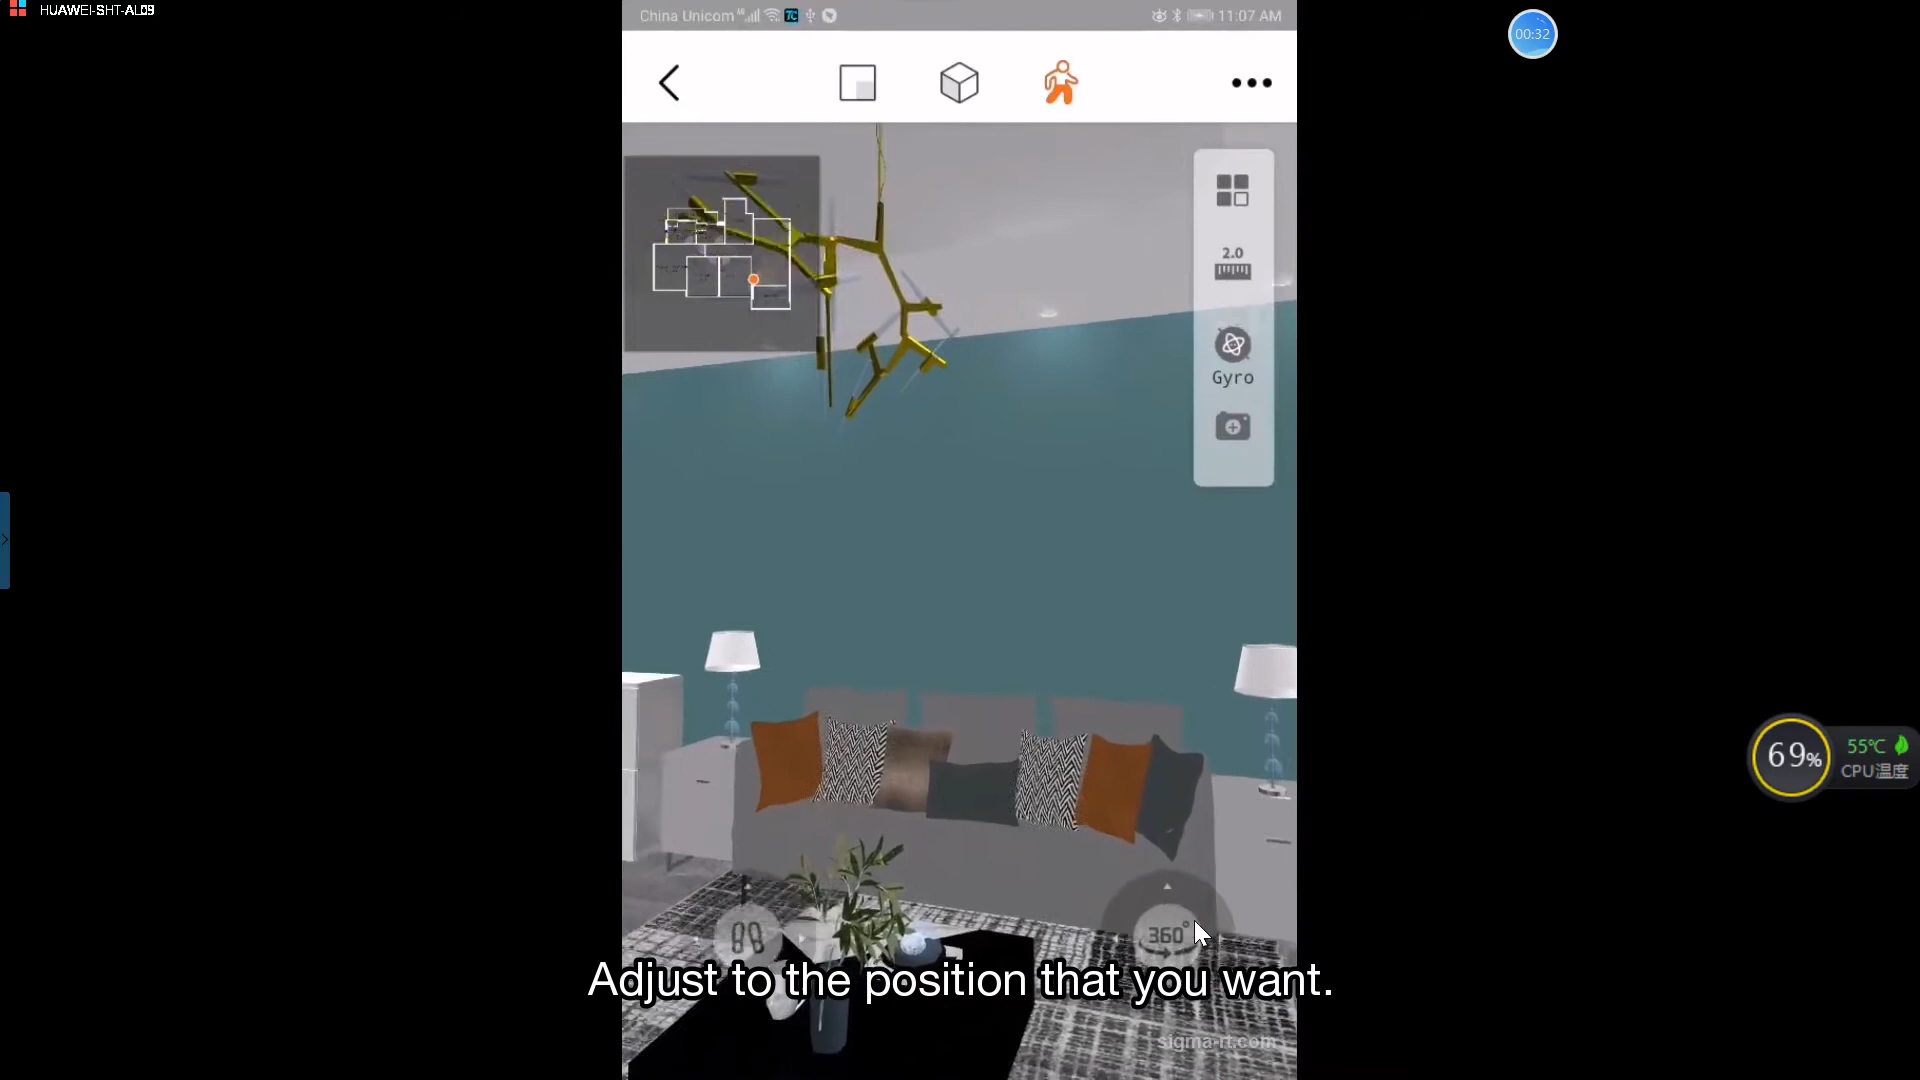 HUAWEI-SHT-AL09
China Unicom
11:07 AM
00:32
2.0
Gyro
69%
55℃
CPU温度
360°
Adjust to the position that you want.
sigma-rt.com